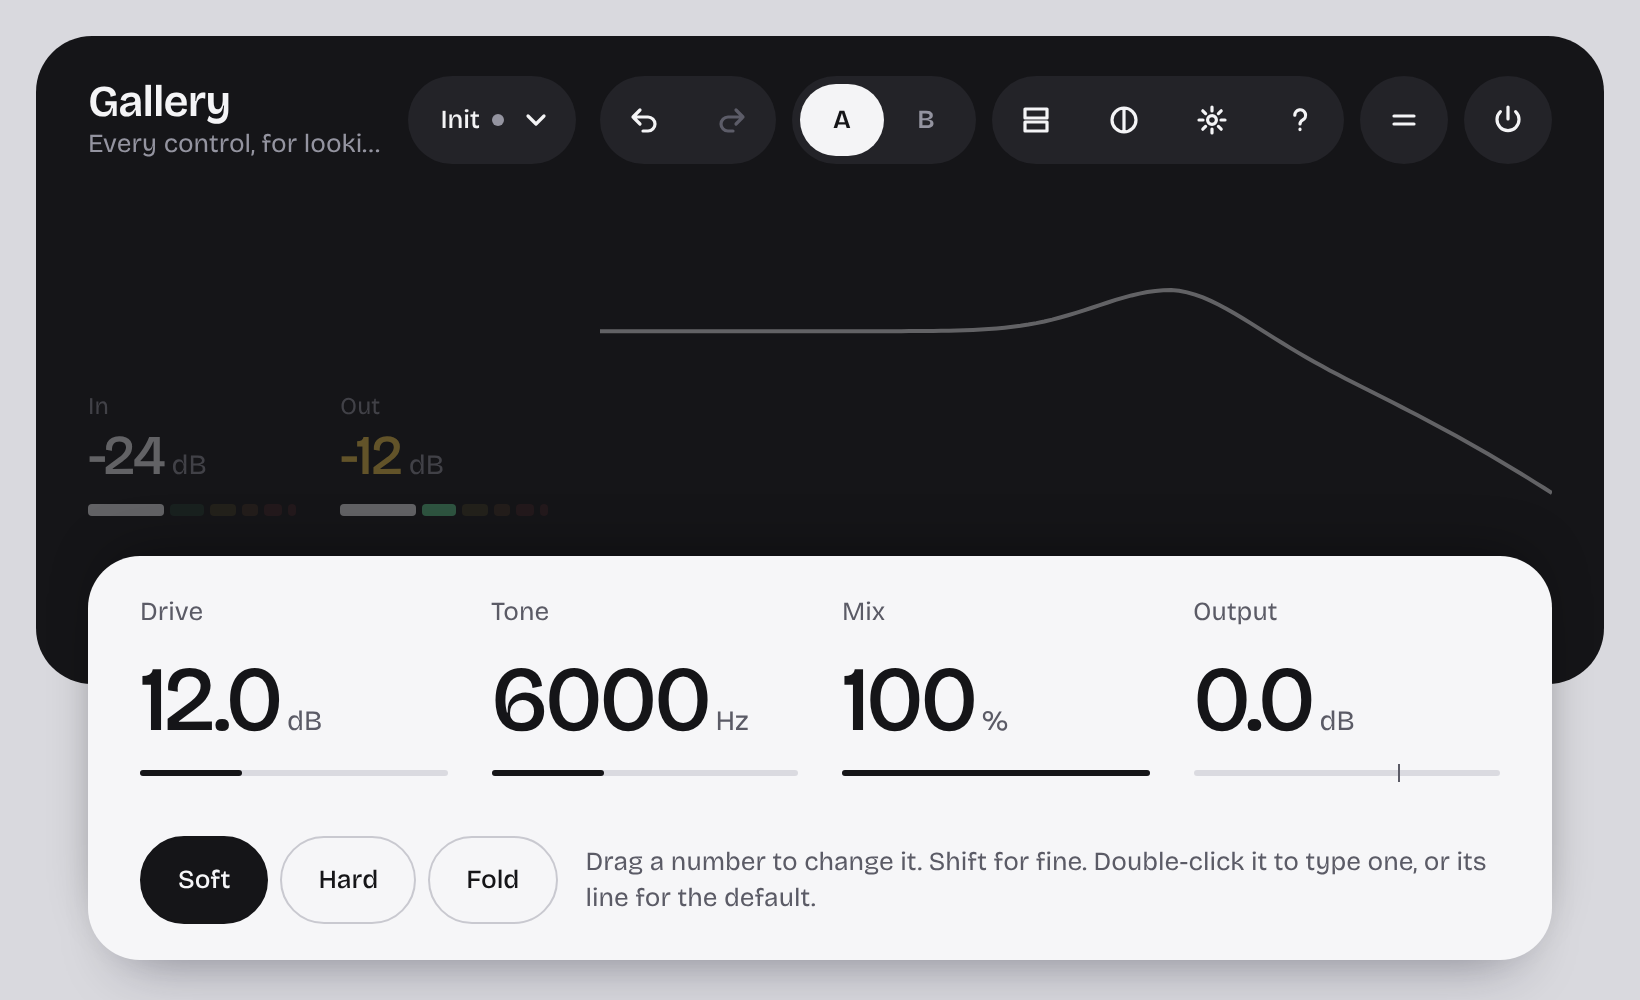 Gallery
Every control, for looki...
Init
A
B
?
In
-24 dB
Out
-12 dB
Drive
12.0 dB
Tone
6000 Hz
Mix
100 %
Output
0.0 dB
Soft
Hard
Fold
Drag a number to change it. Shift for fine. Double-click it to type one, or its
line for the default.